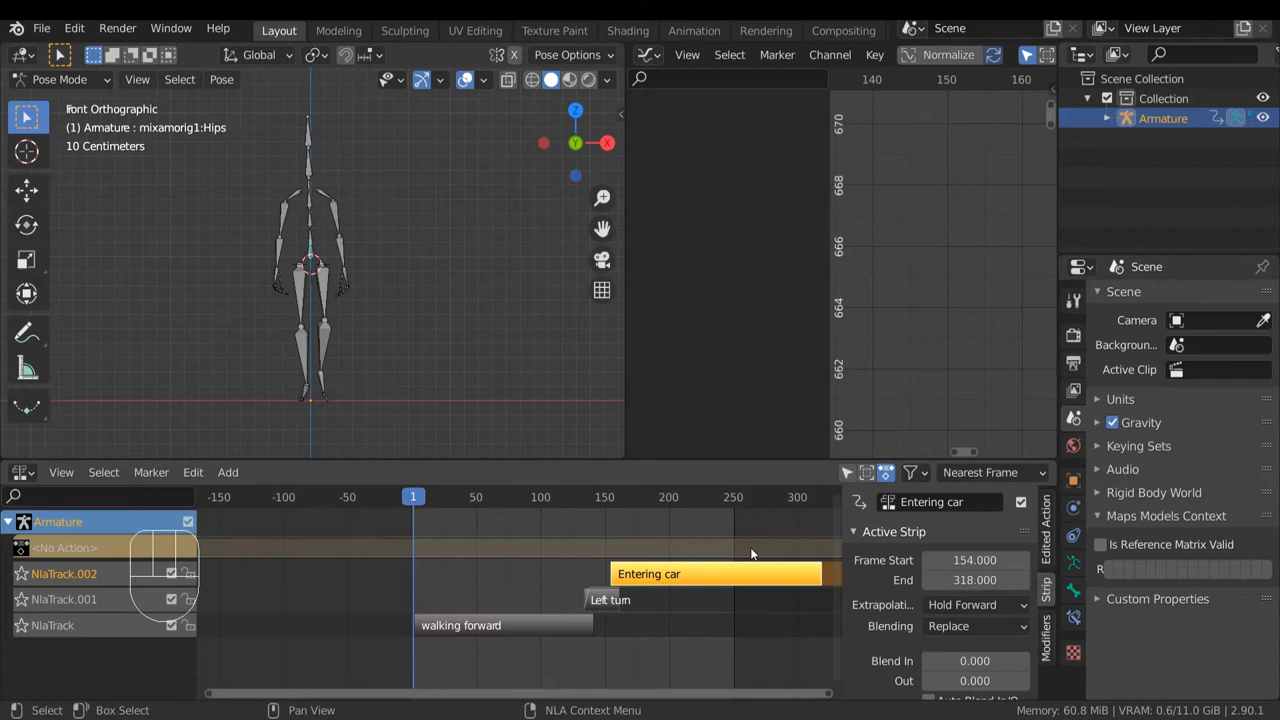 File Edit Render Window Help Layout Modeling Sculpting UV Editing Texture Paint Shading Animation Rendering Compositing Scene View Layer
Global Pose Options View Select Marker Channel Key Normalize
Pose Mode View Select Pose 140 150 160
Front Orthographic
(1) Armature : mixamorig1:Hips
10 Centimeters
Z
Y
X
670
668
666
664
662
660
Scene Collection
Collection
Armature
Scene
Scene
Camera
Backgroun...
Active Clip
Units
Gravity
Keying Sets
Audio
Rigid Body World
Maps Models Context
Is Reference Matrix Valid
R
Custom Properties
View Select Marker Edit Add Nearest Frame
-150 -100 -50 1 50 100 150 200 250 300
Armature
<No Action>
NlaTrack.002 Entering car
NlaTrack.001 Left turn
NlaTrack walking forward
Entering car
Active Strip
Frame Start 154.000
End 318.000
Extrapolati... Hold Forward
Blending Replace
Blend In 0.000
Out 0.000
Auto Blend In/O
Edited Action
Strip
Modifiers
Select Box Select Pan View NLA Context Menu Memory: 60.8 MiB | VRAM: 0.6/11.0 GiB | 2.90.1